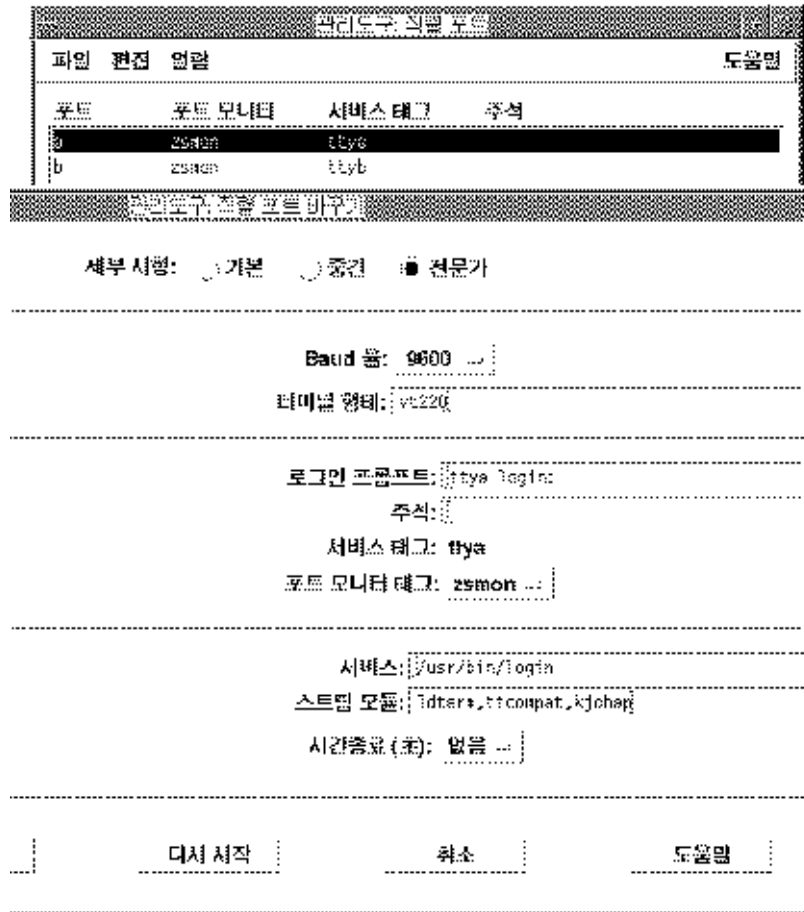 관리도구: 직렬 포트
파일 편집 열람 도움말
포트 포트 모니터 서비스 태그 주석
zsmon
b zsmon ttyb
관리도구: 직렬 포트 바꾸기
세부 사항: 기본 중간 전문가
Baud 율: 9600
터미널 형태: vt220
로그인 프롬프트: ttya login:
주석:
서비스 태그: ttya
포트 모니터 태그: zsmon
서비스: /usr/bin/login
스트림 모듈: ldterm,ttcompat,
시간종료 (초): 없음
다시 시작 취소 도움말